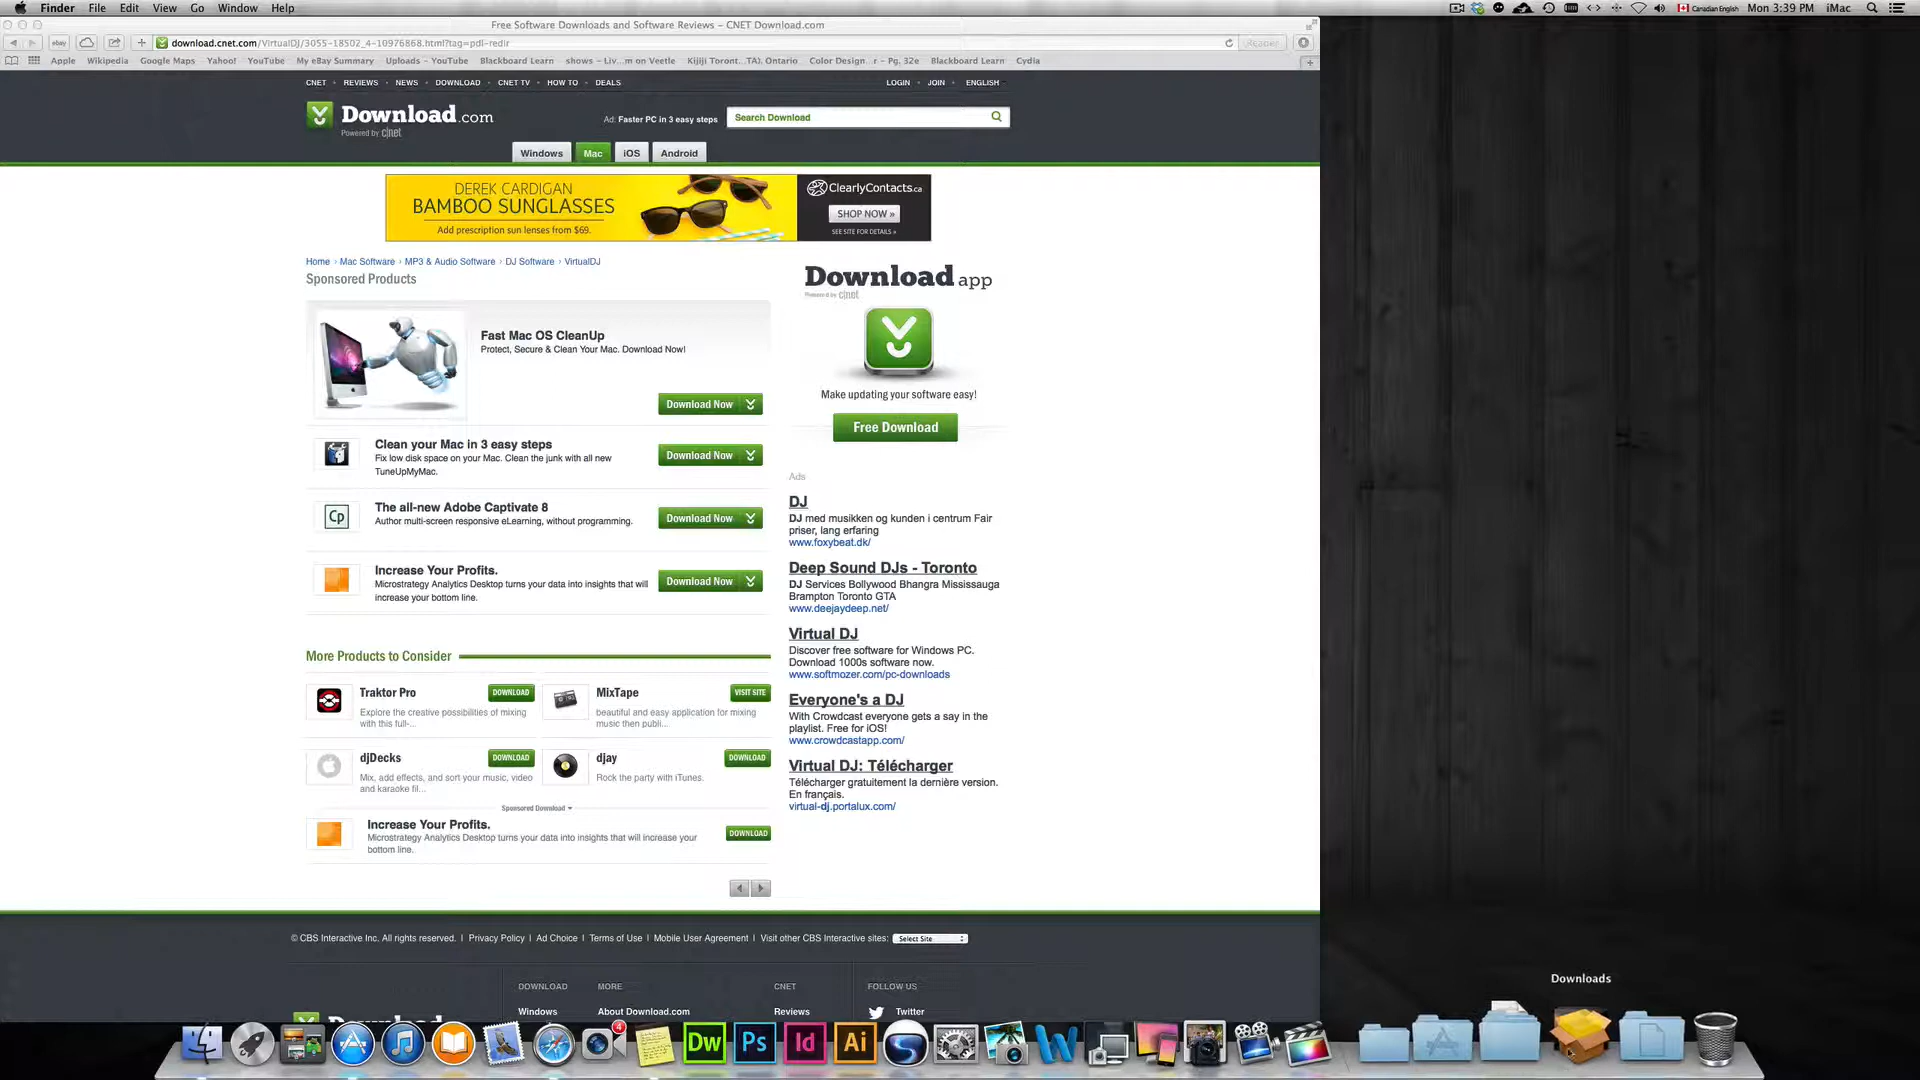 Finder File Edit View Go Window Help
Canadian English Mon 3:39 PM iMac
Free Software Downloads and Software Reviews – CNET Download.com
ebay
download.cnet.com/VirtualDJ/3055-18502_4-10976868.html?tag=pdl-redir
Reader
Apple Wikipedia Google Maps Yahoo! YouTube My eBay Summary Uploads – YouTube Blackboard Learn shows – Liv...m on Veetle Kijiji Toront...TA). Ontario Color Design...r – Pg. 32e Blackboard Learn Cydia
CNET REVIEWS NEWS DOWNLOAD CNET TV HOW TO DEALS
LOGIN JOIN ENGLISH
Download.com
Powered by c|net
Ad: Faster PC in 3 easy steps
Search Download
Windows Mac iOS Android
DEREK CARDIGAN
BAMBOO SUNGLASSES
Add prescription sun lenses from $69.
ClearlyContacts.ca
SHOP NOW »
SEE SITE FOR DETAILS »
Home › Mac Software › MP3 & Audio Software › DJ Software › VirtualDJ
Sponsored Products
Fast Mac OS CleanUp
Protect, Secure & Clean Your Mac. Download Now!
Download Now
Clean your Mac in 3 easy steps
Fix low disk space on your Mac. Clean the junk with all new
TuneUpMyMac.
Download Now
Cp
The all-new Adobe Captivate 8
Author multi-screen responsive eLearning, without programming.
Download Now
Increase Your Profits.
Microstrategy Analytics Desktop turns your data into insights that will
increase your bottom line.
Download Now
More Products to Consider
Traktor Pro
DOWNLOAD
Explore the creative possibilities of mixing
with this full-...
MixTape
VISIT SITE
beautiful and easy application for mixing
music then publi...
djDecks
DOWNLOAD
Mix, add effects, and sort your music, video
and karaoke fil...
djay
DOWNLOAD
Rock the party with iTunes.
Sponsored Download
Increase Your Profits.
Microstrategy Analytics Desktop turns your data into insights that will increase your
bottom line.
DOWNLOAD
Download app
Powered by c|net
Make updating your software easy!
Free Download
Ads
DJ
DJ med musikken og kunden i centrum Fair
priser, lang erfaring
www.foxybeat.dk/
Deep Sound DJs - Toronto
DJ Services Bollywood Bhangra Mississauga
Brampton Toronto GTA
www.deejaydeep.net/
Virtual DJ
Discover free software for Windows PC.
Download 1000s software now.
www.softmozer.com/pc-downloads
Everyone's a DJ
With Crowdcast everyone gets a say in the
playlist. Free for iOS!
www.crowdcastapp.com/
Virtual DJ: Télécharger
Télécharger gratuitement la dernière version.
En français.
virtual-dj.portalux.com/
© CBS Interactive Inc. All rights reserved. | Privacy Policy | Ad Choice | Terms of Use | Mobile User Agreement | Visit other CBS Interactive sites: Select Site
DOWNLOAD MORE CNET FOLLOW US
Windows About Download.com Reviews Twitter
Downloads
4
Dw Ps Id Ai